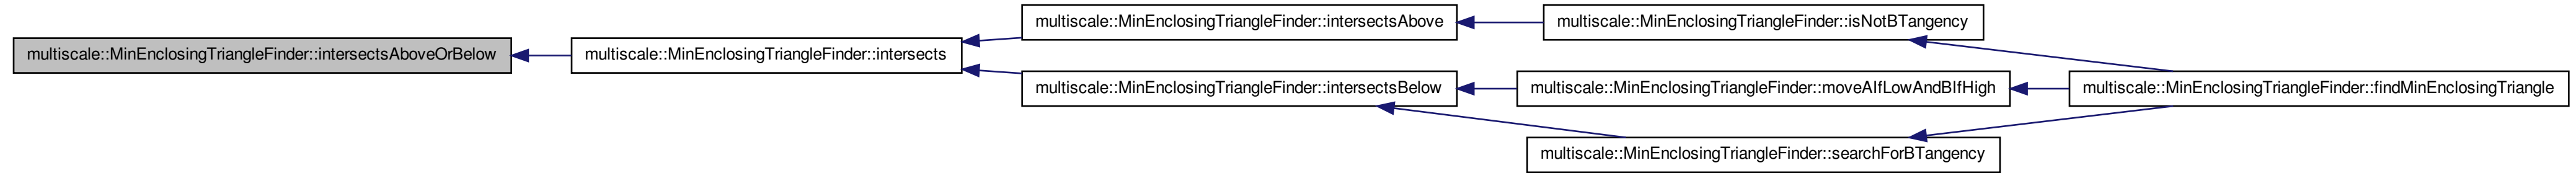 multiscale::MinEnclosingTriangleFinder::intersectsAboveOrBelow
multiscale::MinEnclosingTriangleFinder::intersects
multiscale::MinEnclosingTriangleFinder::intersectsAbove
multiscale::MinEnclosingTriangleFinder::isNotBTangency
multiscale::MinEnclosingTriangleFinder::intersectsBelow
multiscale::MinEnclosingTriangleFinder::moveAIfLowAndBIfHigh
multiscale::MinEnclosingTriangleFinder::findMinEnclosingTriangle
multiscale::MinEnclosingTriangleFinder::searchForBTangency